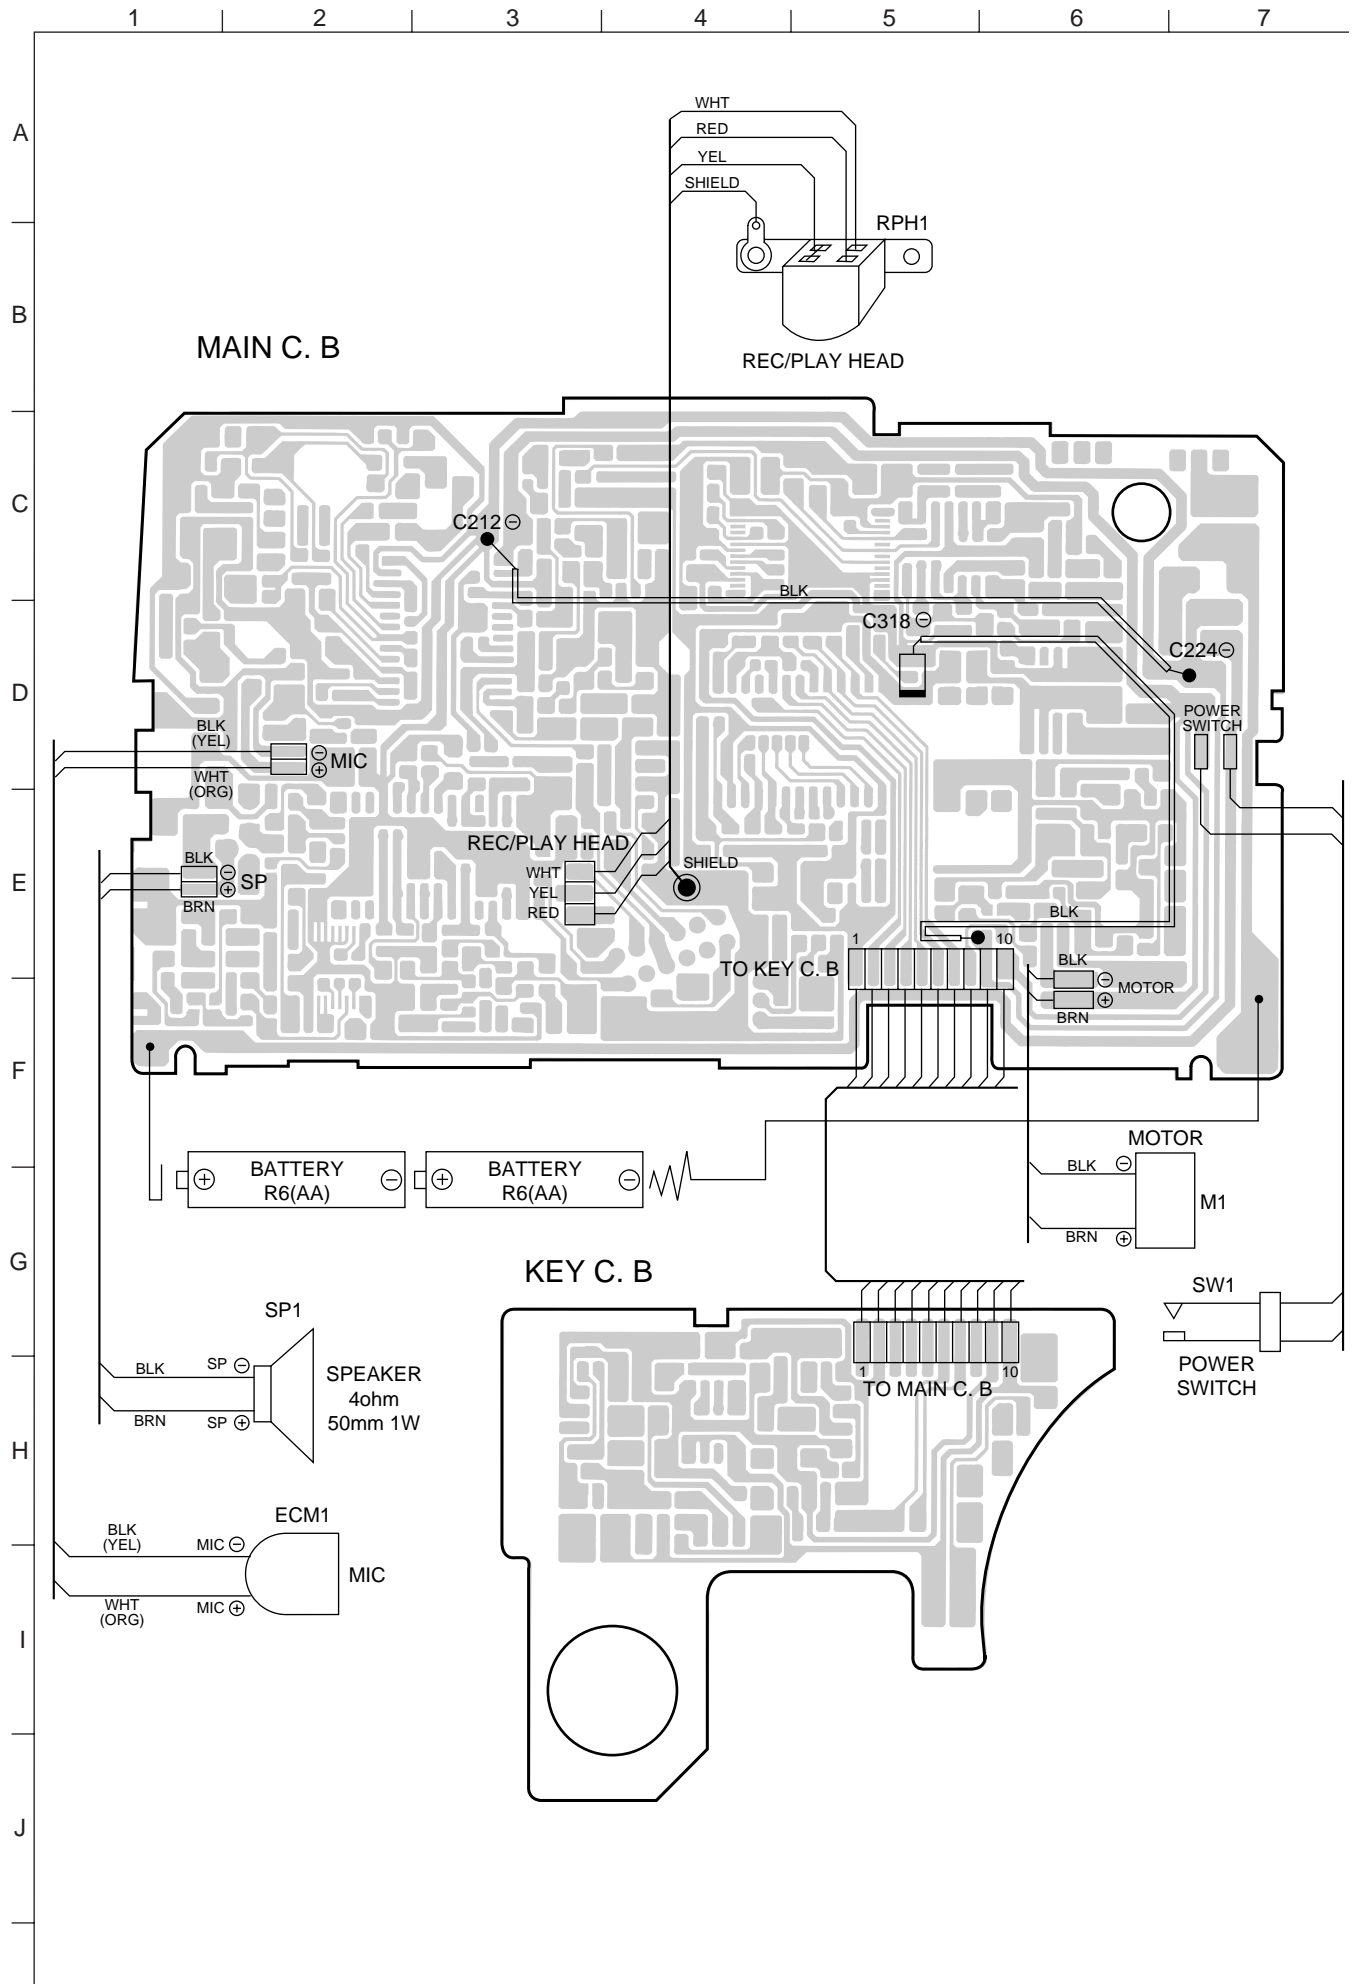 1 2 3 4 5 6 7
A
WHT
RED
YEL
SHIELD
RPH1
B
MAIN C. B
REC/PLAY HEAD
C
C212 ⊖
BLK
C318 ⊖
C224 ⊖
D
POWER
SWITCH
BLK
(YEL)
⊖
⊕
MIC
WHT
(ORG)
REC/PLAY HEAD
E
BLK
⊖
⊕
SP
BRN
WHT
YEL
RED
SHIELD
BLK
1 10
TO KEY C. B
BLK
⊖
⊕
MOTOR
BRN
F
MOTOR
⊕ BATTERY ⊖
R6(AA)
⊕ BATTERY ⊖
R6(AA)
BLK ⊖
M1
BRN ⊕
G
KEY C. B
SW1
POWER
SWITCH
SP1
BLK SP ⊖
SPEAKER
4ohm
50mm 1W
BRN SP ⊕
1 10
TO MAIN C. B
H
ECM1
BLK
(YEL)
MIC ⊖
MIC
WHT
(ORG)
MIC ⊕
I
J